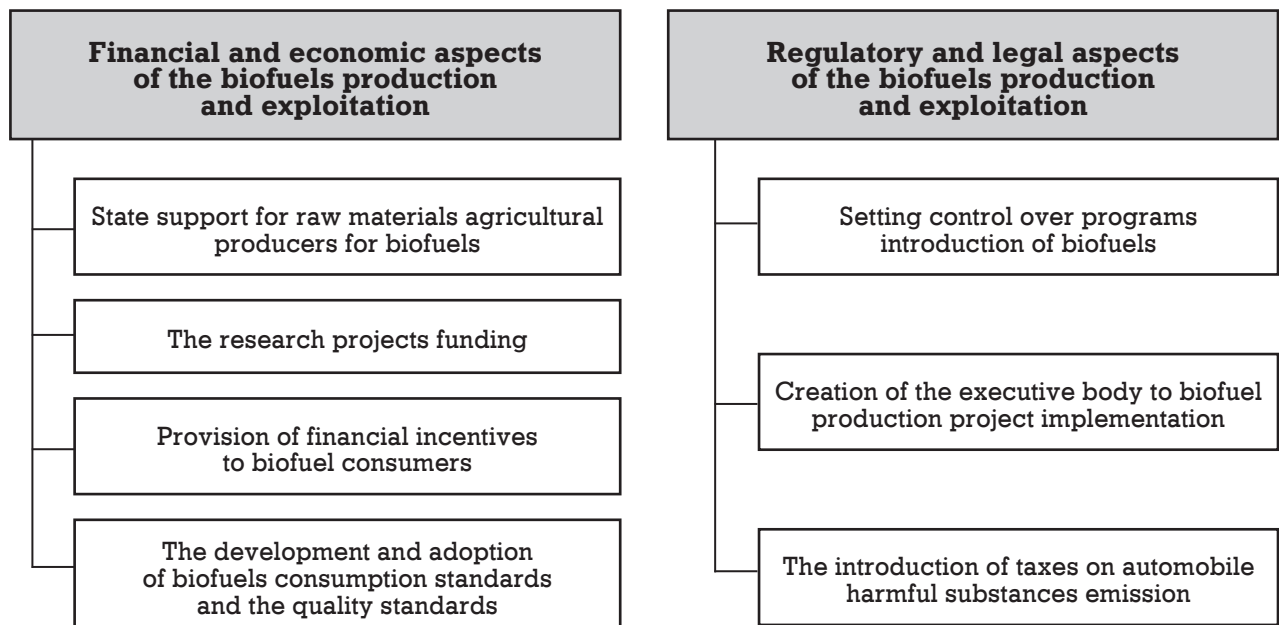 Financial and economic aspects
of the biofuels production
and exploitation
State support for raw materials agricultural
producers for biofuels
The research projects funding
Provision of financial incentives
to biofuel consumers
The development and adoption
of biofuels consumption standards
and the quality standards
Regulatory and legal aspects
of the biofuels production
and exploitation
Setting control over programs
introduction of biofuels
Creation of the executive body to biofuel
production project implementation
The introduction of taxes on automobile
harmful substances emission